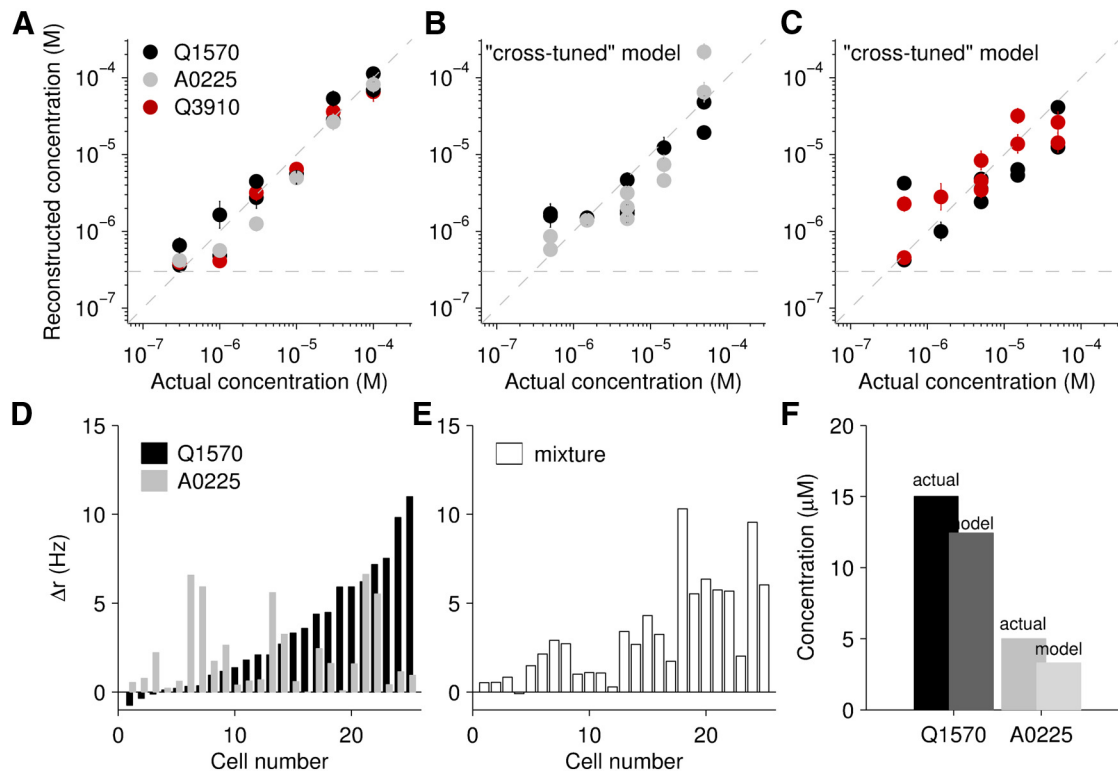 A
B
C
Reconstructed concentration (M)
Q1570
A0225
Q3910
"cross-tuned" model
"cross-tuned" model
10⁻⁴
10⁻⁵
10⁻⁶
10⁻⁷
10⁻⁷ 10⁻⁶ 10⁻⁵ 10⁻⁴
Actual concentration (M)
10⁻⁴
10⁻⁵
10⁻⁶
10⁻⁷
10⁻⁷ 10⁻⁶ 10⁻⁵ 10⁻⁴
Actual concentration (M)
10⁻⁴
10⁻⁵
10⁻⁶
10⁻⁷
10⁻⁷ 10⁻⁶ 10⁻⁵ 10⁻⁴
Actual concentration (M)
D
Δr (Hz)
15
10
5
0
Q1570
A0225
0 10 20
Cell number
E
15
10
5
0
mixture
0 10 20
Cell number
F
Concentration (μM)
20
15
10
5
0
actual
model
actual
model
Q1570 A0225